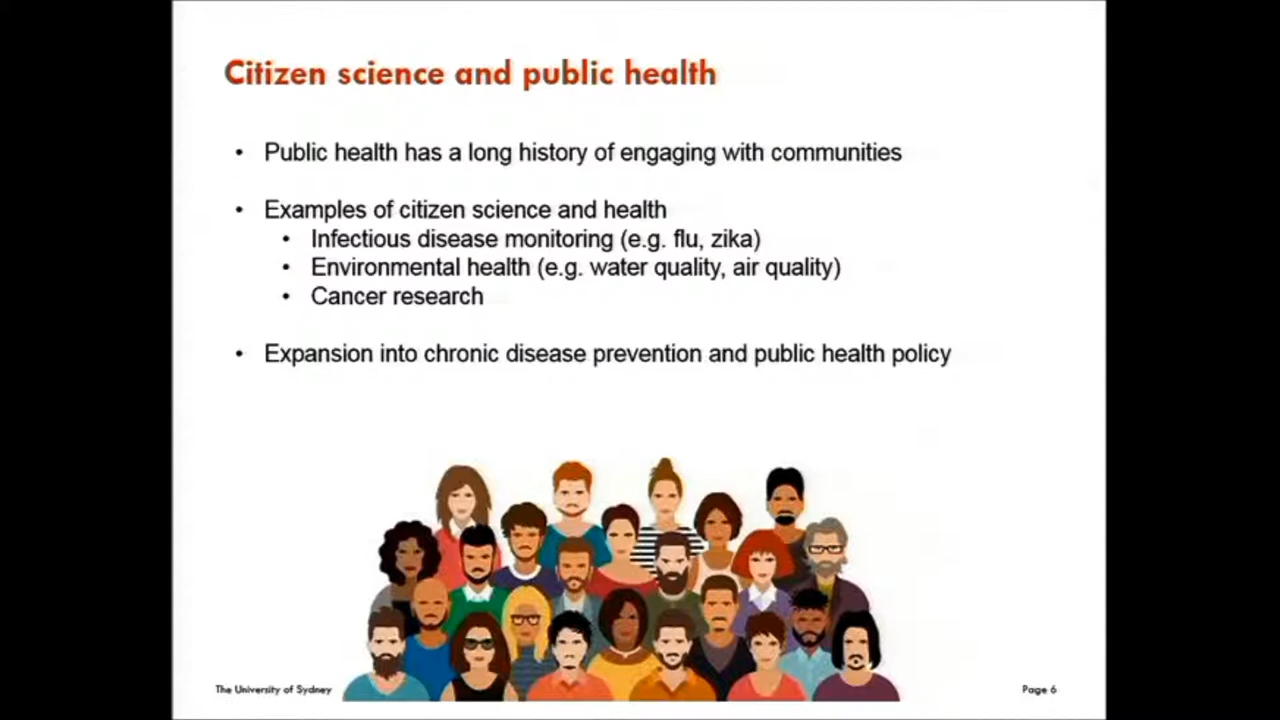 Citizen science and public health
• Public health has a long history of engaging with communities
• Examples of citizen science and health
• Infectious disease monitoring (e.g. flu, zika)
• Environmental health (e.g. water quality, air quality)
• Cancer research
• Expansion into chronic disease prevention and public health policy
The University of Sydney
Page 6